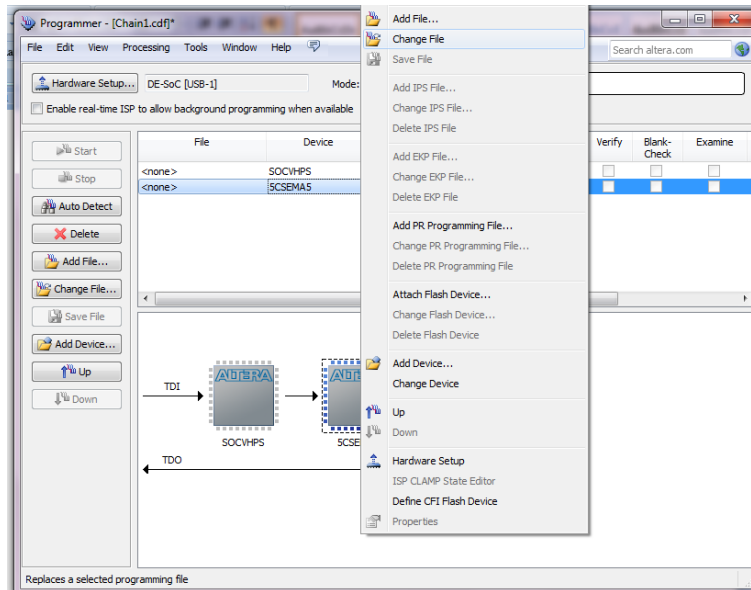 Programmer - [Chain1.cdf]*
File Edit View Processing Tools Window Help
Search altera.com
Hardware Setup...
DE-SoC [USB-1]
Mode:
Enable real-time ISP to allow background programming when available
Start
Stop
Auto Detect
Delete
Add File...
Change File...
Save File
Add Device...
Up
Down
File Device Verify Blank-Check Examine
<none> SOCVHPS
<none> 5CSEMA5
TDI
ALTERA
SOCVHPS
5CSE
TDO
Add File...
Change File
Save File
Add IPS File...
Change IPS File...
Delete IPS File
Add EKP File...
Change EKP File...
Delete EKP File
Add PR Programming File...
Change PR Programming File...
Delete PR Programming File
Attach Flash Device...
Change Flash Device...
Delete Flash Device
Add Device...
Change Device
Up
Down
Hardware Setup
ISP CLAMP State Editor
Define CFI Flash Device
Properties
Replaces a selected programming file